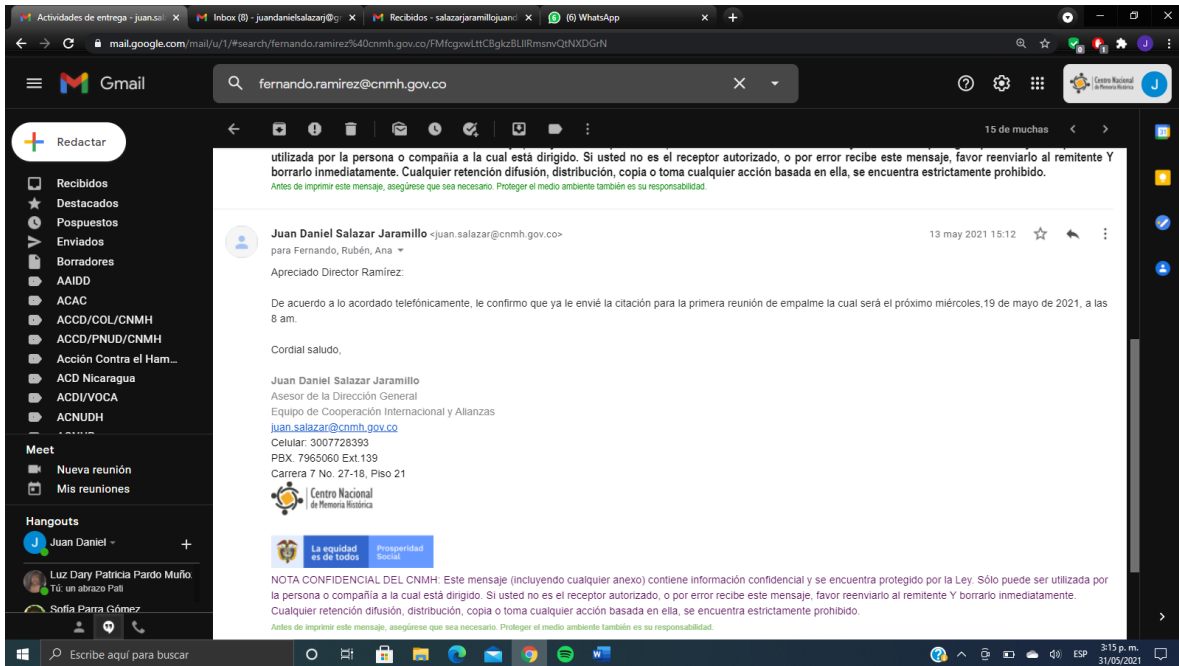 Actividades de entrega - juan.sal
Inbox (8) - juandanielsalazarj@g
Recibidos - salazarjaramillojuand
(6) WhatsApp
mail.google.com/mail/u/1/#search/fernando.ramirez%40cnmh.gov.co/FMfcgxwLttCBgkzBLIlRmsnvQtNXDGrN
Gmail
fernando.ramirez@cnmh.gov.co
Centro Nacional
de Memoria Histórica
J
Redactar
15 de muchas
Recibidos
Destacados
Pospuestos
Enviados
Borradores
AAIDD
ACAC
ACCD/COL/CNMH
ACCD/PNUD/CNMH
Acción Contra el Ham...
ACD Nicaragua
ACDI/VOCA
ACNUDH
Meet
Nueva reunión
Mis reuniones
Hangouts
J
Juan Daniel
Luz Dary Patricia Pardo Muño:
Tú: un abrazo Pati
Sofía Parra Gómez
utilizada por la persona o compañía a la cual está dirigido. Si usted no es el receptor autorizado, o por error recibe este mensaje, favor reenviarlo al remitente Y
borrarlo inmediatamente. Cualquier retención difusión, distribución, copia o toma cualquier acción basada en ella, se encuentra estrictamente prohibido.
Antes de imprimir este mensaje, asegúrese que sea necesario. Proteger el medio ambiente también es su responsabilidad.
Juan Daniel Salazar Jaramillo <juan.salazar@cnmh.gov.co>
13 may 2021 15:12
para Fernando, Rubén, Ana
Apreciado Director Ramírez:
De acuerdo a lo acordado telefónicamente, le confirmo que ya le envié la citación para la primera reunión de empalme la cual será el próximo miércoles,19 de mayo de 2021, a las
8 am.
Cordial saludo,
Juan Daniel Salazar Jaramillo
Asesor de la Dirección General
Equipo de Cooperación Internacional y Alianzas
juan.salazar@cnmh.gov.co
Celular: 3007728393
PBX. 7965060 Ext.139
Carrera 7 No. 27-18, Piso 21
Centro Nacional
de Memoria Histórica
La equidad
es de todos
Prosperidad
Social
NOTA CONFIDENCIAL DEL CNMH: Este mensaje (incluyendo cualquier anexo) contiene información confidencial y se encuentra protegido por la Ley. Sólo puede ser utilizada por
la persona o compañía a la cual está dirigido. Si usted no es el receptor autorizado, o por error recibe este mensaje, favor reenviarlo al remitente Y borrarlo inmediatamente.
Cualquier retención difusión, distribución, copia o toma cualquier acción basada en ella, se encuentra estrictamente prohibido.
Antes de imprimir este mensaje, asegúrese que sea necesario. Proteger el medio ambiente también es su responsabilidad.
Escribe aquí para buscar
ESP
3:15 p. m.
31/05/2021